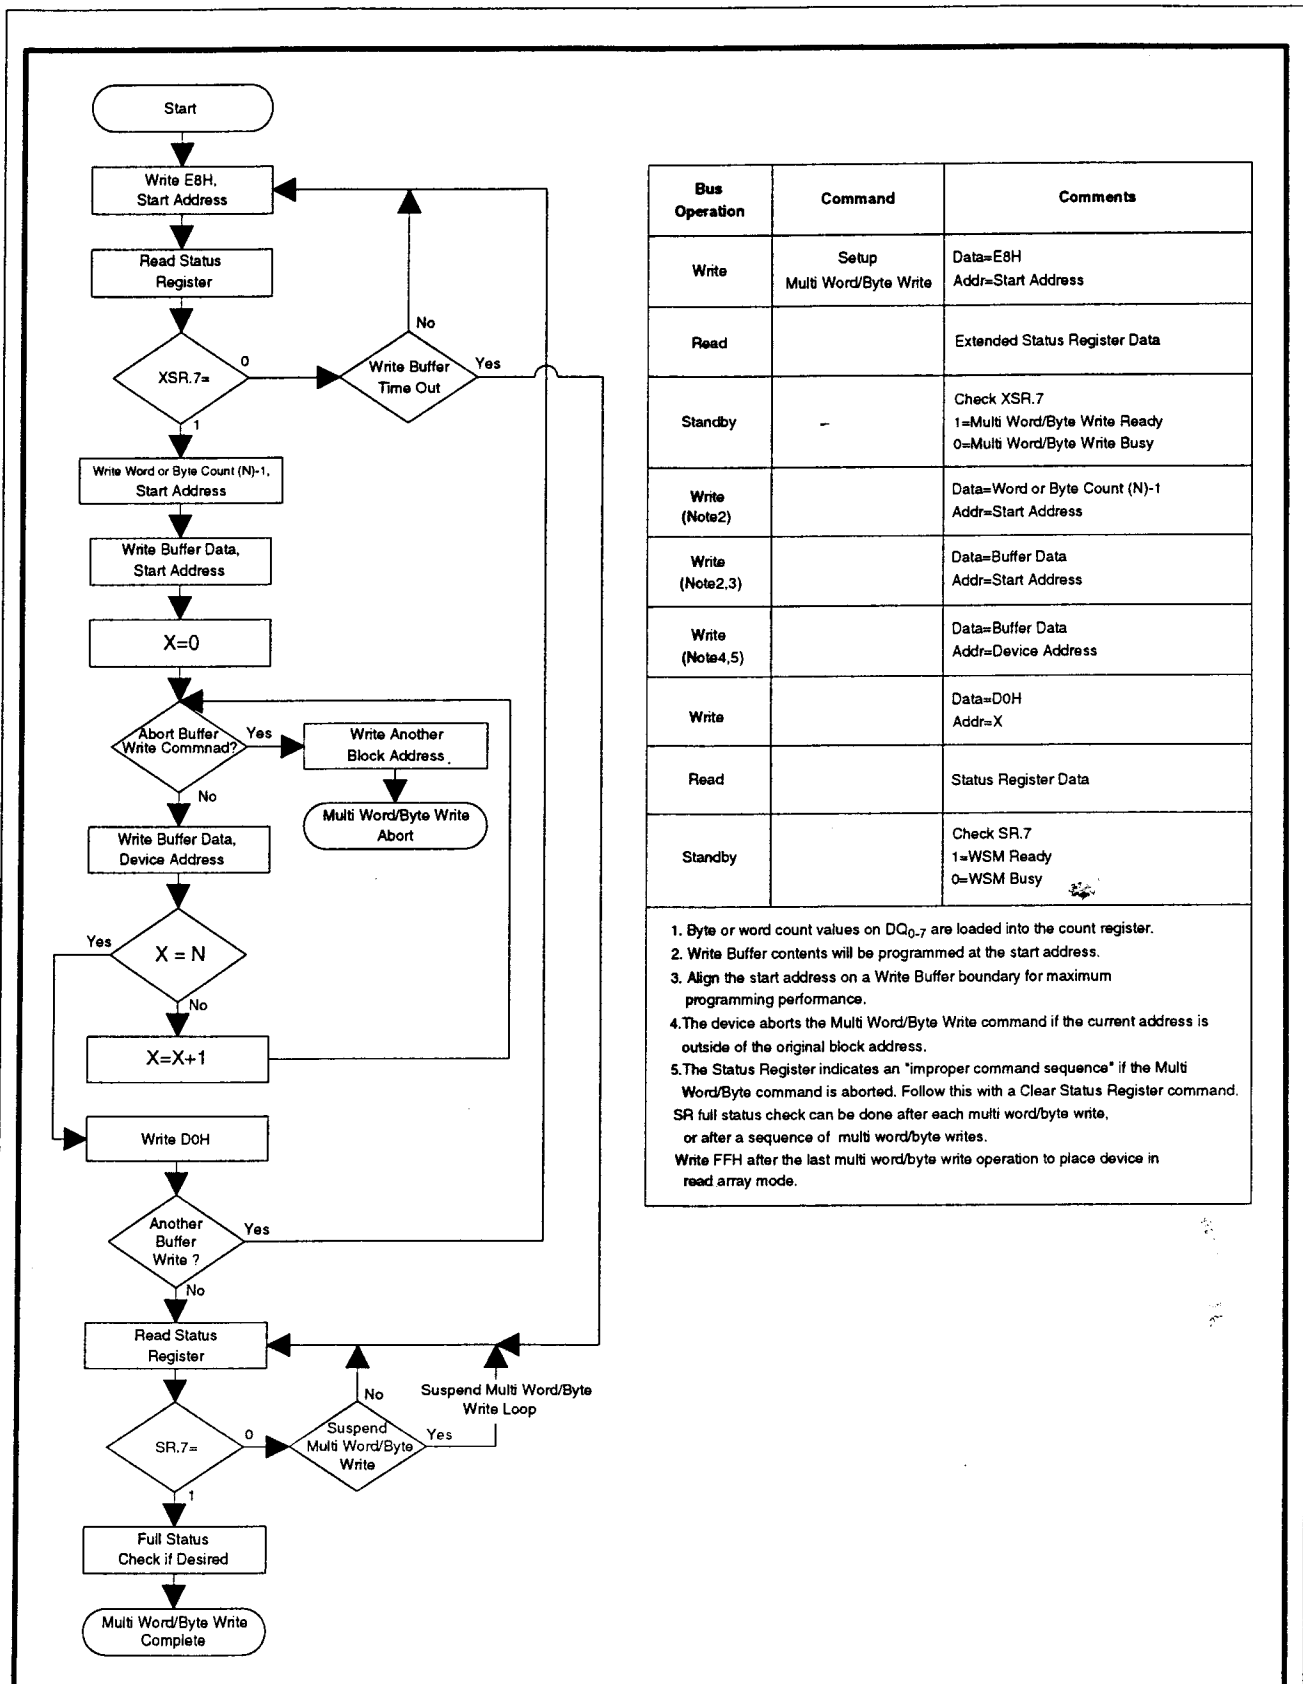 Start
Write E8H,
Start Address
Read Status
Register
XSR.7=
0
1
No
Write Buffer
Time Out
Yes
Write Word or Byte Count (N)-1,
Start Address
Write Buffer Data,
Start Address
X=0
Abort Buffer
Write Commnad?
Yes
No
Write Another
Block Address
Multi Word/Byte Write
Abort
Write Buffer Data,
Device Address
X = N
Yes
No
X=X+1
Write D0H
Another
Buffer
Write ?
Yes
No
Read Status
Register
SR.7=
0
1
No
Suspend
Multi Word/Byte
Write
Yes
Suspend Multi Word/Byte
Write Loop
Full Status
Check if Desired
Multi Word/Byte Write
Complete
Bus
Operation
Command
Comments
Write
Setup
Multi Word/Byte Write
Data=E8H
Addr=Start Address
Read
Extended Status Register Data
Standby
Check XSR.7
1=Multi Word/Byte Write Ready
0=Multi Word/Byte Write Busy
Write
(Note2)
Data=Word or Byte Count (N)-1
Addr=Start Address
Write
(Note2,3)
Data=Buffer Data
Addr=Start Address
Write
(Note4,5)
Data=Buffer Data
Addr=Device Address
Write
Data=D0H
Addr=X
Read
Status Register Data
Standby
Check SR.7
1=WSM Ready
0=WSM Busy
1. Byte or word count values on DQ0-7 are loaded into the count register.
2. Write Buffer contents will be programmed at the start address.
3. Align the start address on a Write Buffer boundary for maximum
programming performance.
4.The device aborts the Multi Word/Byte Write command if the current address is
outside of the original block address.
5.The Status Register indicates an "improper command sequence" if the Multi
Word/Byte command is aborted. Follow this with a Clear Status Register command.
SR full status check can be done after each multi word/byte write,
or after a sequence of multi word/byte writes.
Write FFH after the last multi word/byte write operation to place device in
read array mode.